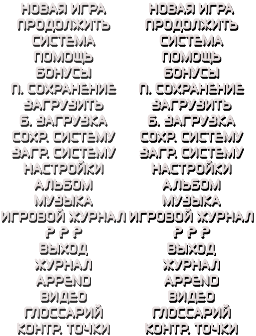 НОВАЯ ИГРА НОВАЯ ИГРА
ПРОДОЛЖИТЬ ПРОДОЛЖИТЬ
СИСТЕМА СИСТЕМА
ПОМОЩЬ ПОМОЩЬ
БОНУСЫ БОНУСЫ
П. СОХРАНЕНИЕ П. СОХРАНЕНИЕ
ЗАГРУЗИТЬ ЗАГРУЗИТЬ
Б. ЗАГРУЗКА Б. ЗАГРУЗКА
СОХР. СИСТЕМУ СОХР. СИСТЕМУ
ЗАГР. СИСТЕМУ ЗАГР. СИСТЕМУ
НАСТРОЙКИ НАСТРОЙКИ
АЛЬБОМ АЛЬБОМ
МУЗЫКА МУЗЫКА
ИГРОВОЙ ЖУРНАЛ ИГРОВОЙ ЖУРНАЛ
? ? ? ? ? ?
ВЫХОД ВЫХОД
ЖУРНАЛ ЖУРНАЛ
APPEND APPEND
ВИДЕО ВИДЕО
ГЛОССАРИЙ ГЛОССАРИЙ
КОНТР. ТОЧКИ КОНТР. ТОЧКИ